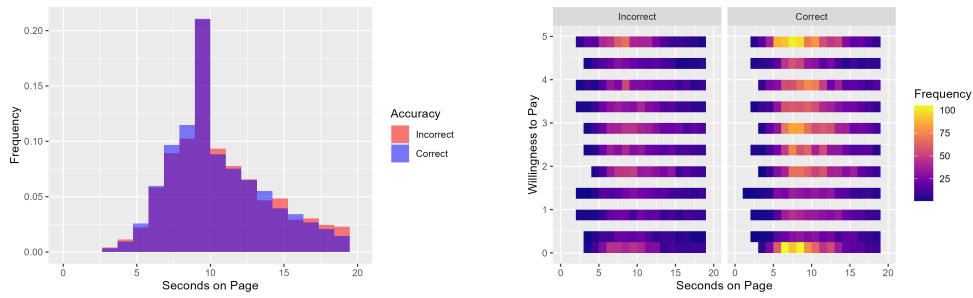 0.20
0.15
0.10
0.05
0.00
Frequency
0 5 10 15 20
Seconds on Page
Accuracy
Incorrect
Correct
Incorrect Correct
5
4
3
2
1
0
Willingness to Pay
0 5 10 15 20 0 5 10 15 20
Seconds on Page
Frequency
100
75
50
25